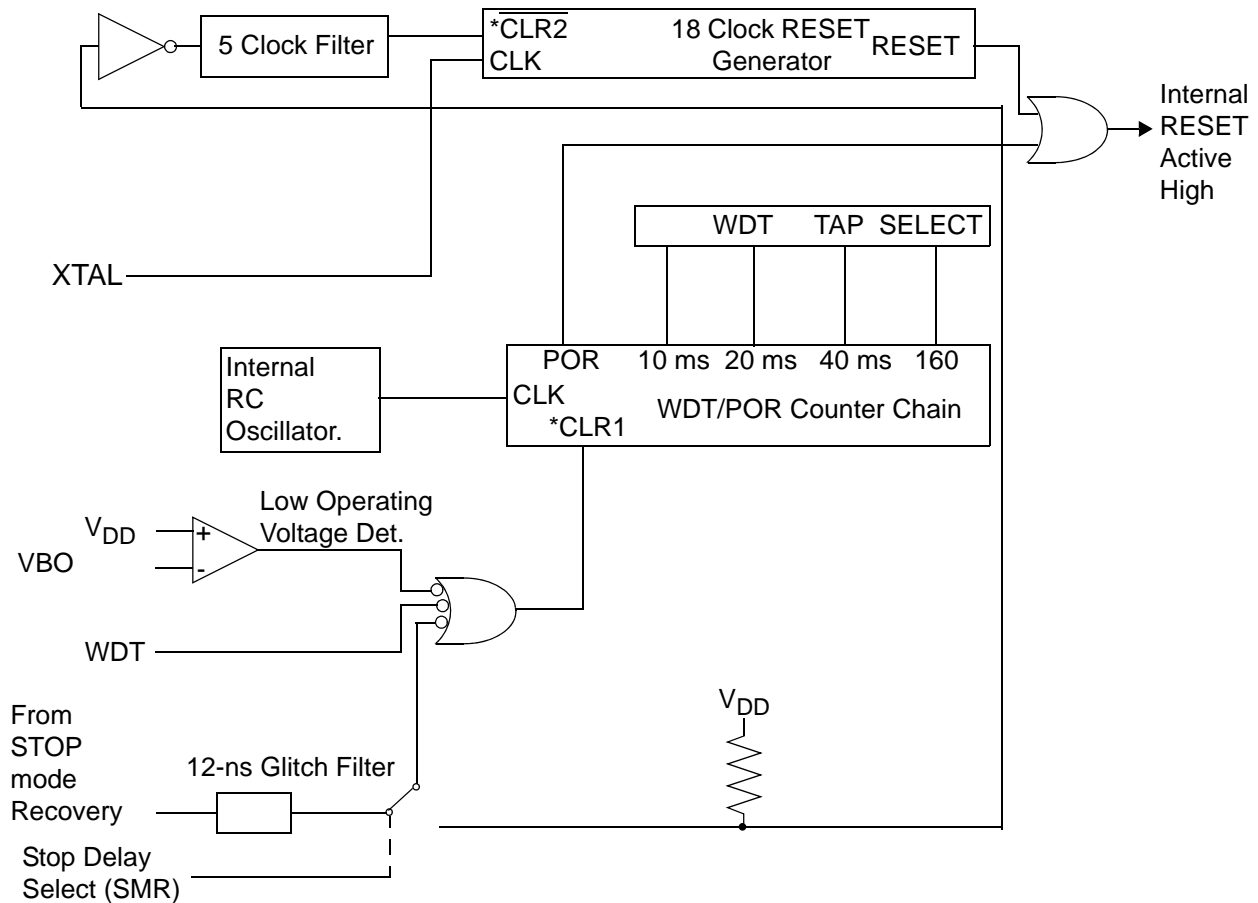 5 Clock Filter
*CLR2
CLK
18 Clock RESET
Generator
RESET
Internal
RESET
Active
High
WDT TAP SELECT
XTAL
POR 10 ms 20 ms 40 ms 160
CLK
WDT/POR Counter Chain
*CLR1
Internal
RC
Oscillator.
Low Operating
Voltage Det.
VDD
+
VBO
-
WDT
From
STOP
mode
Recovery
12-ns Glitch Filter
VDD
Stop Delay
Select (SMR)